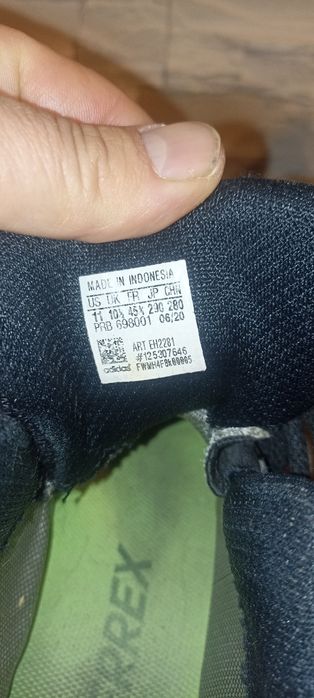 MADE IN INDONESIA
US UK FR JP CHN
11 10½ 45⅓ 290 280
PRB 698001 06/20
ART EH2281
#125307646
adidas
RREX